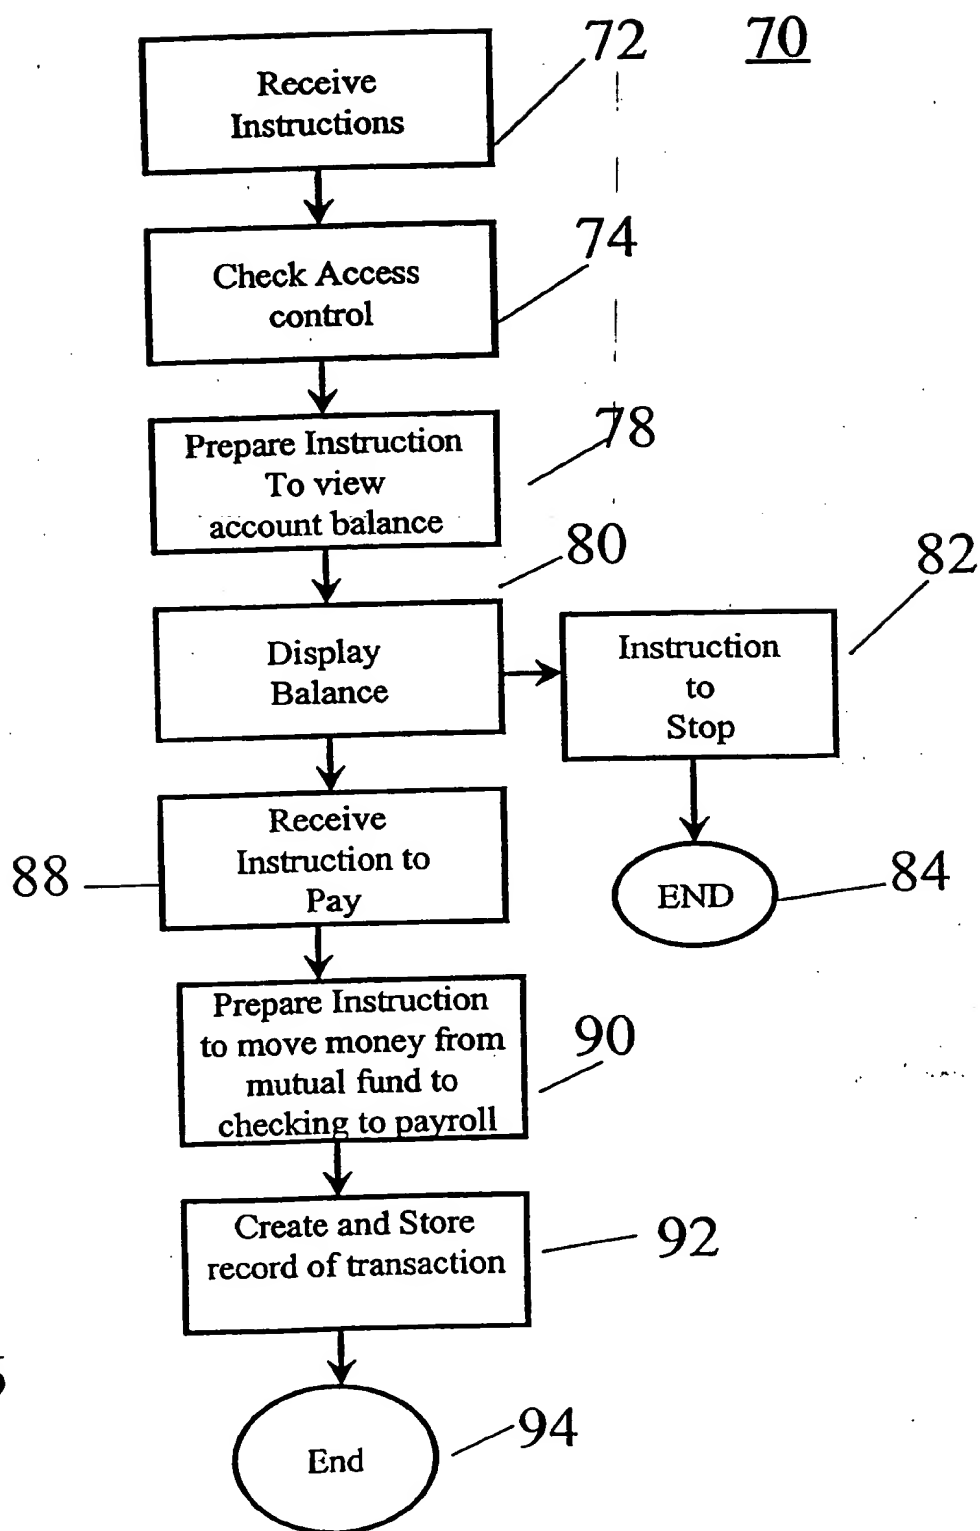 70
72
Receive
Instructions
74
Check Access
control
78
Prepare Instruction
To view
account balance
80
Display
Balance
82
Instruction
to
Stop
84
END
88
Receive
Instruction to
Pay
90
Prepare Instruction
to move money from
mutual fund to
checking to payroll
92
Create and Store
record of transaction
94
End